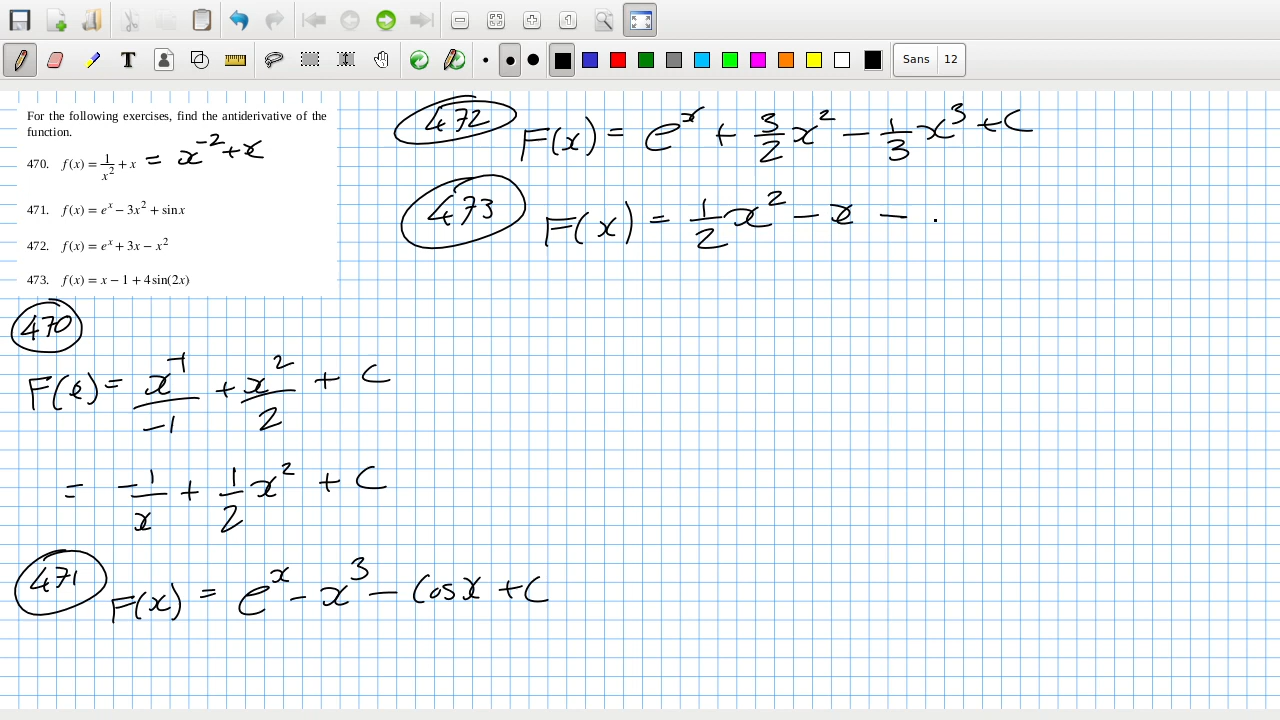 Sans 12
For the following exercises, find the antiderivative of the
function.
470. f(x) = 1/x² + x = x⁻² + x
471. f(x) = eˣ − 3x² + sin x
472. f(x) = eˣ + 3x − x²
473. f(x) = x − 1 + 4 sin(2x)
470
F(x) = x⁻¹/−1 + x²/2 + C
= −1/x + 1/2 x² + C
471 F(x) = eˣ − x³ − Cos x + C
472 F(x) = eˣ + 3/2 x² − 1/3 x³ + C
473 F(x) = 1/2 x² − x −